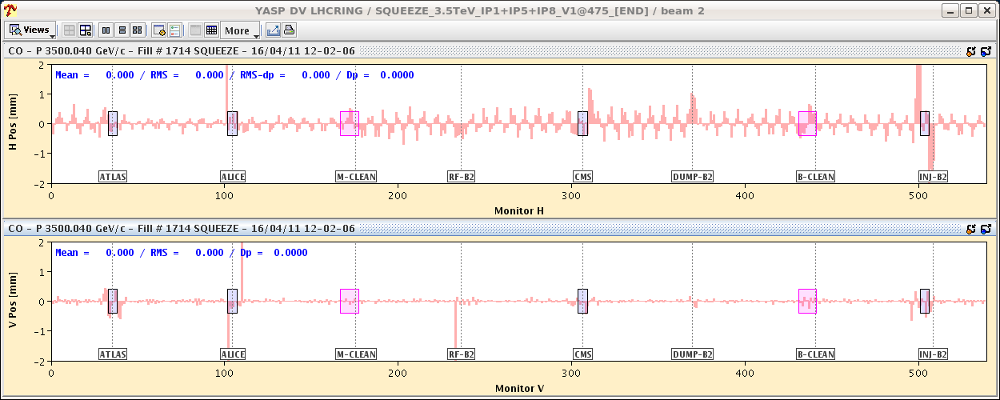 YASP DV LHCRING / SQUEEZE_3.5TeV_IP1+IP5+IP8_V1@475_[END] / beam 2
Views More
CO - P 3500.040 GeV/c - Fill # 1714 SQUEEZE - 16/04/11 12-02-06
Mean = 0.000 / RMS = 0.000 / RMS-dp = 0.000 / Dp = 0.0000
H Pos [mm]
2
1
0
-1
-2
ATLAS ALICE M-CLEAN RF-B2 CMS DUMP-B2 B-CLEAN INJ-B2
0 100 200 300 400 500
Monitor H
CO - P 3500.040 GeV/c - Fill # 1714 SQUEEZE - 16/04/11 12-02-06
Mean = 0.000 / RMS = 0.000 / Dp = 0.0000
V Pos [mm]
2
1
0
-1
-2
ATLAS ALICE M-CLEAN RF-B2 CMS DUMP-B2 B-CLEAN INJ-B2
0 100 200 300 400 500
Monitor V